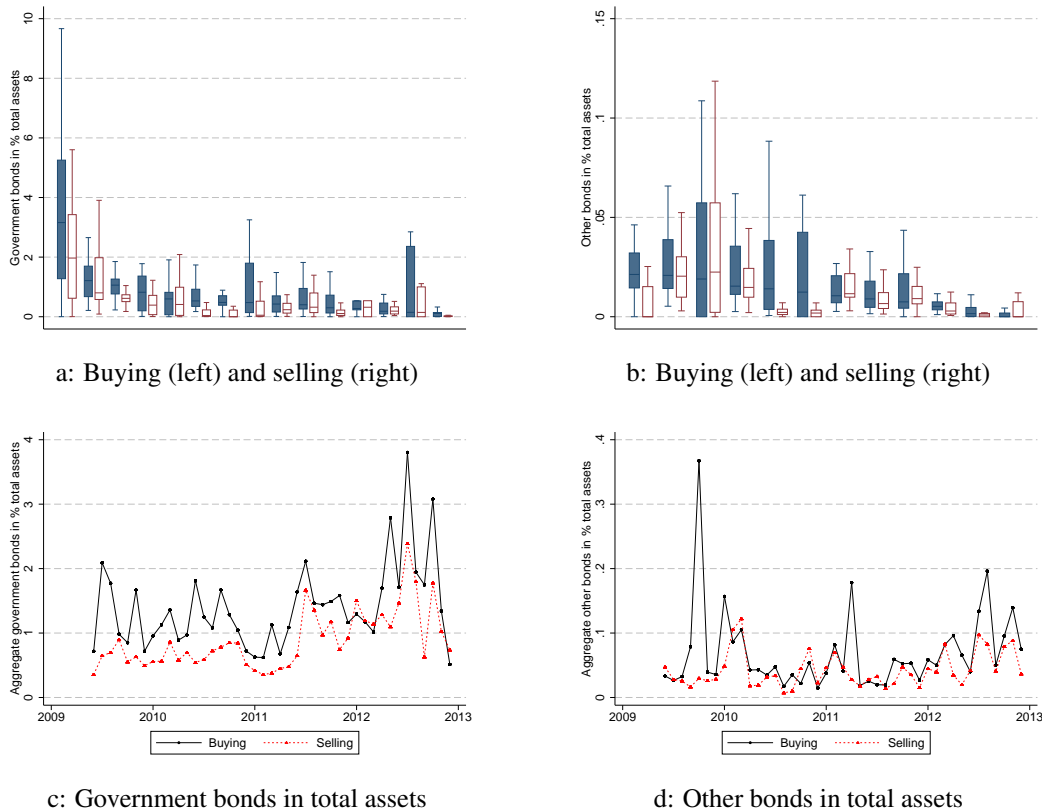 Government bonds in % total assets
10
8
6
4
2
0
a: Buying (left) and selling (right)
Other bonds in % total assets
.15
.1
.05
0
b: Buying (left) and selling (right)
Aggregate government bonds in % total assets
4
3
2
1
0
2009 2010 2011 2012 2013
Buying Selling
c: Government bonds in total assets
Aggregate other bonds in % total assets
.4
.3
.2
.1
0
2009 2010 2011 2012 2013
Buying Selling
d: Other bonds in total assets